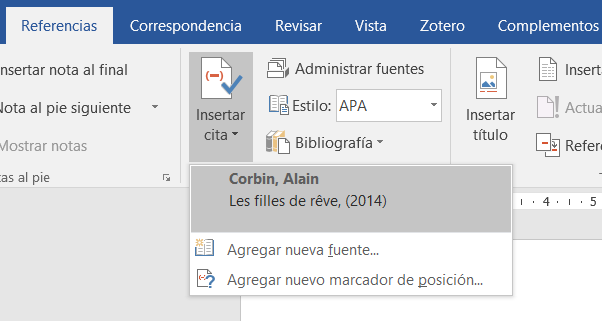 Referencias Correspondencia Revisar Vista Zotero Complementos
nsertar nota al final
Nota al pie siguiente
Mostrar notas
tas al pie
Insertar
cita
Administrar fuentes
Estilo: APA
Bibliografía
Insertar
título
Inserta
Actua
Refere
Corbin, Alain
Les filles de rêve, (2014)
Agregar nueva fuente...
Agregar nuevo marcador de posición...
4 5